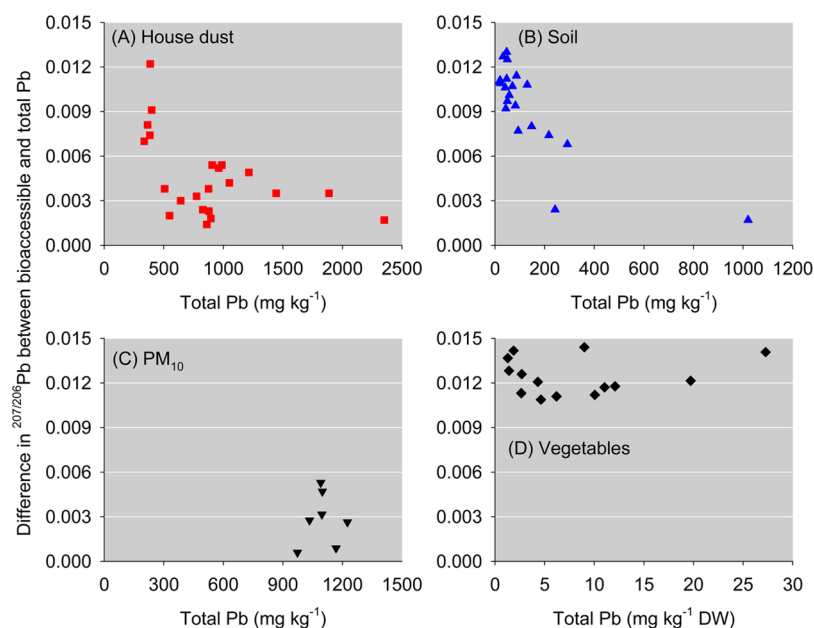 Difference in ²⁰⁷/²⁰⁶Pb between bioaccessible and total Pb
(A) House dust
0.015
0.012
0.009
0.006
0.003
0.000
0 500 1000 1500 2000 2500
Total Pb (mg kg⁻¹)
(B) Soil
0.015
0.012
0.009
0.006
0.003
0.000
0 200 400 600 800 1000 1200
Total Pb (mg kg⁻¹)
(C) PM₁₀
0.015
0.012
0.009
0.006
0.003
0.000
0 300 600 900 1200 1500
Total Pb (mg kg⁻¹)
0.015
0.012
0.009
0.006
0.003
0.000
(D) Vegetables
0 5 10 15 20 25 30
Total Pb (mg kg⁻¹ DW)